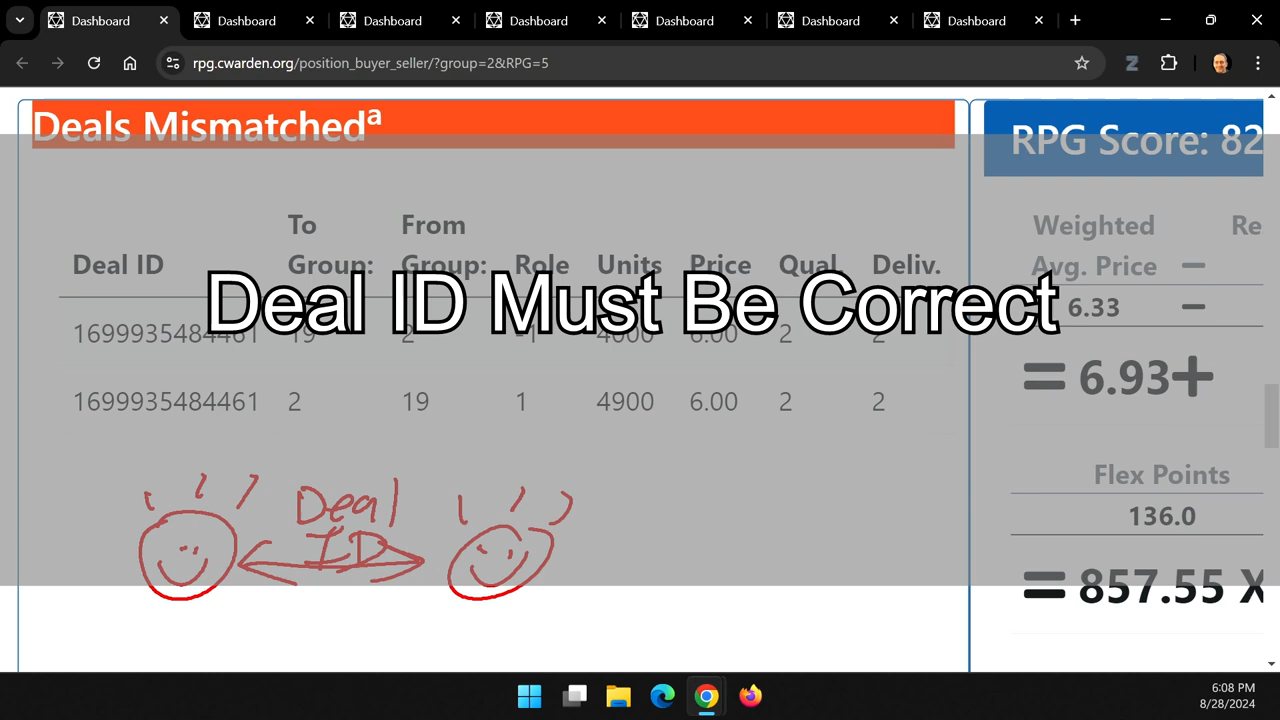 Dashboard Dashboard Dashboard Dashboard Dashboard Dashboard Dashboard
rpg.cwarden.org/position_buyer_seller/?group=2&RPG=5
Deals Mismatchedᵃ
Deal ID To Group: From Group: Role Units Price Qual Deliv.
1699935484461 19 2 -1 4000 6.00 2 2
1699935484461 2 19 1 4900 6.00 2 2
Deal ID Must Be Correct
Deal
ID
RPG Score: 82
Weighted Re
Avg. Price –
6.33 –
= 6.93+
Flex Points
136.0
= 857.55 X
6:08 PM
8/28/2024